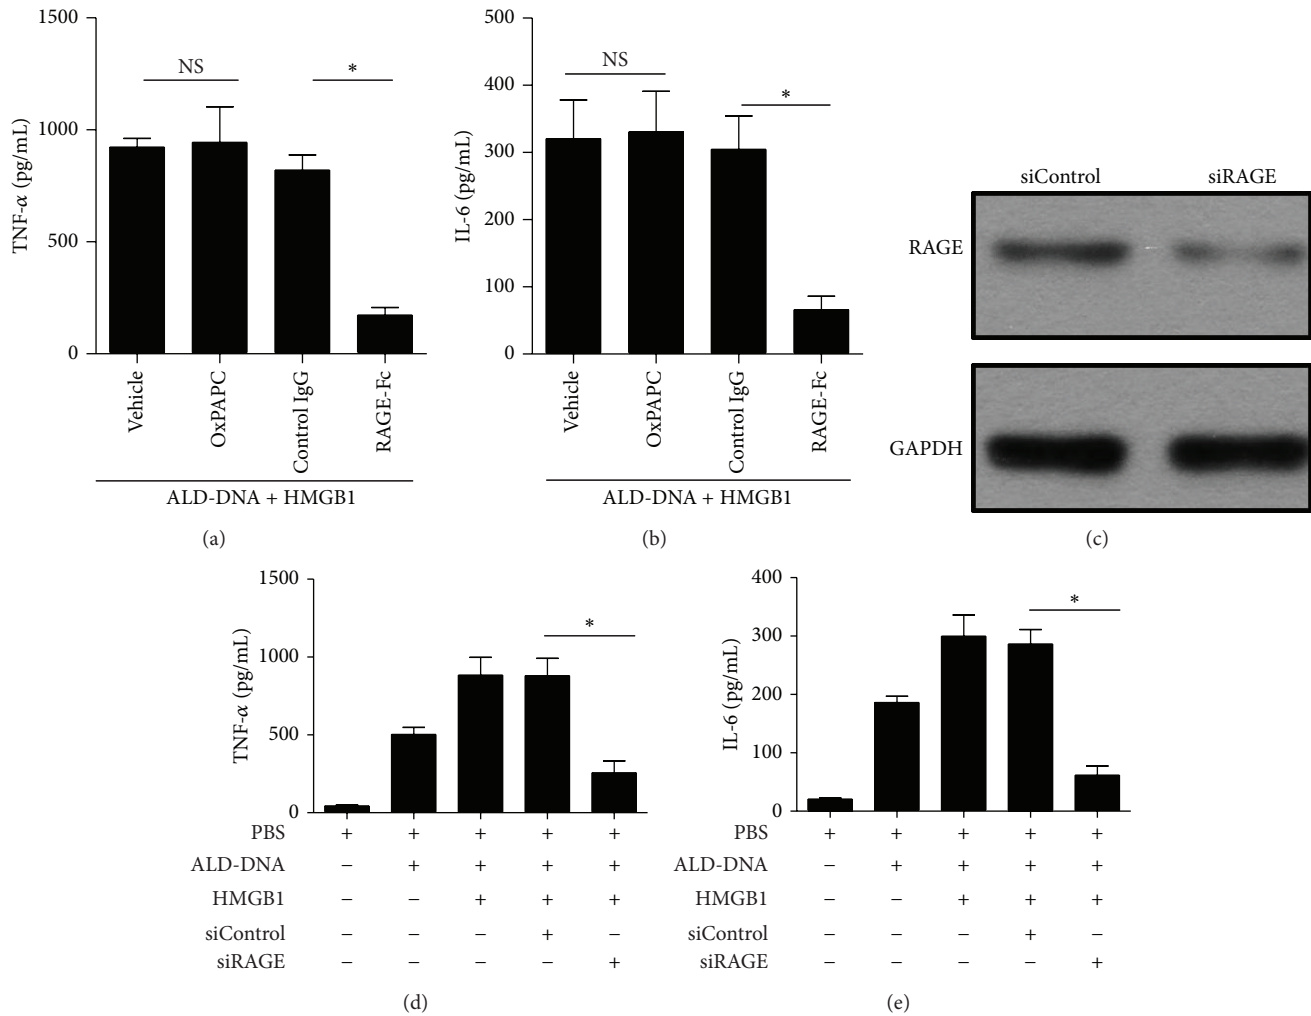 1500
1000
500
0
TNF-α (pg/mL)
NS
*
Vehicle
OxPAPC
Control IgG
RAGE-Fc
ALD-DNA + HMGB1
(a)
500
400
300
200
100
0
IL-6 (pg/mL)
NS
*
Vehicle
OxPAPC
Control IgG
RAGE-Fc
ALD-DNA + HMGB1
(b)
siControl siRAGE
RAGE
GAPDH
(c)
1500
1000
500
0
TNF-α (pg/mL)
*
PBS + + + + +
ALD-DNA − + + + +
HMGB1 − − + + +
siControl − − − + −
siRAGE − − − − +
(d)
400
300
200
100
0
IL-6 (pg/mL)
*
PBS + + + + +
ALD-DNA − + + + +
HMGB1 − − + + +
siControl − − − + −
siRAGE − − − − +
(e)